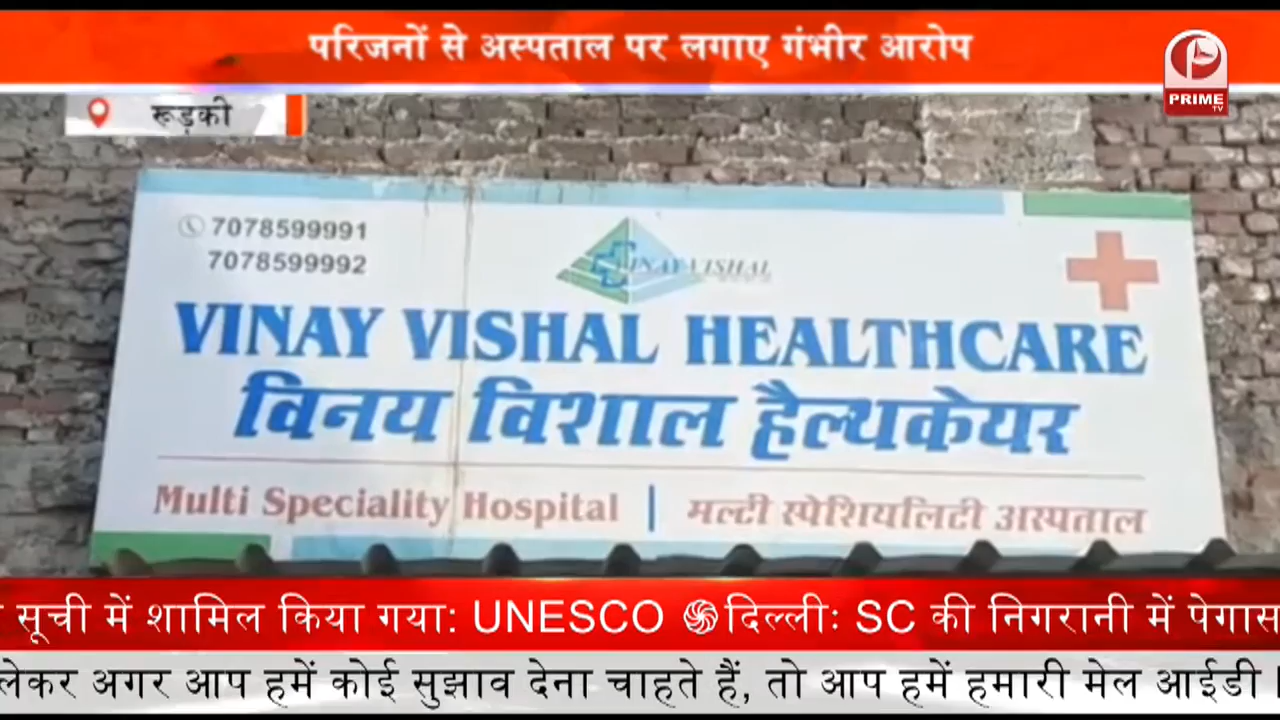 परिजनों से अस्पताल पर लगाए गंभीर आरोप
PRIME
TV
रूड़की
7078599991
7078599992
VINAY VISHAL
VINAY VISHAL HEALTHCARE
विनय विशाल हैल्थकेयर
Multi Speciality Hospital | मल्टी स्पेशियलिटी अस्पताल
सूची में शामिल किया गया: UNESCO दिल्लीः SC की निगरानी में पेगास
लेकर अगर आप हमें कोई सुझाव देना चाहते हैं, तो आप हमें हमारी मेल आईडी